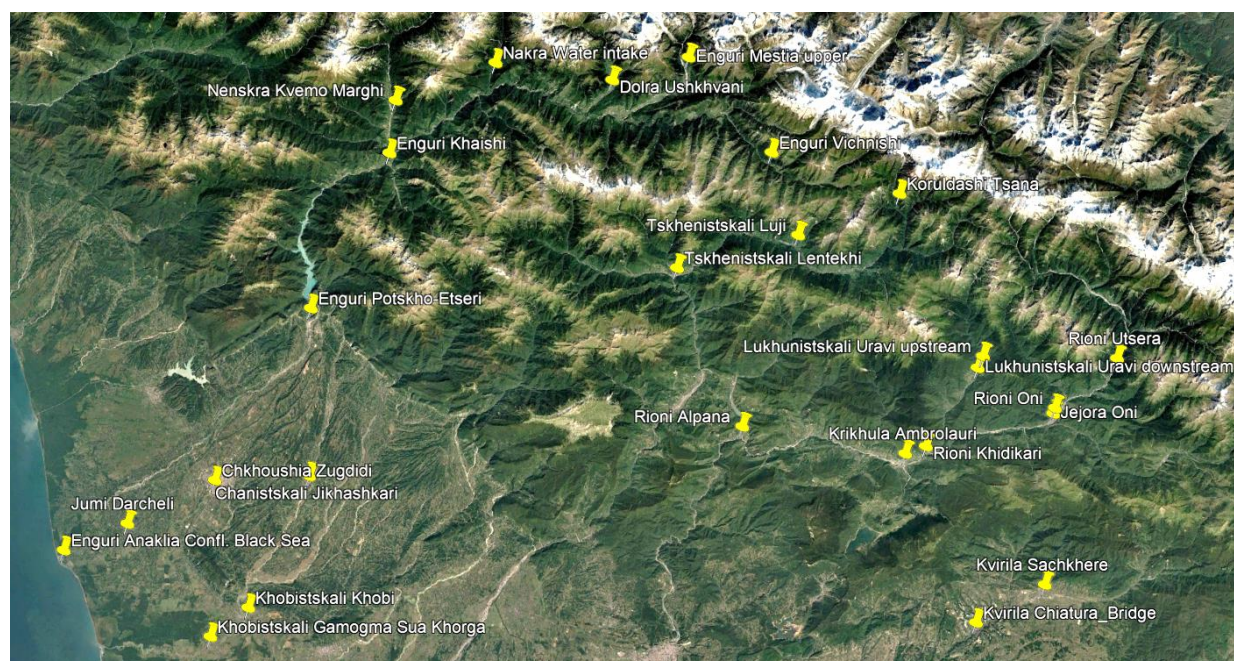 Nakra Water intake
Enguri Mestia upper
Dolra Ushkhvani
Nenskra Kvemo Marghi
Enguri Khaishi
Enguri Vichnishi
Koruldashi Tsana
Tskhenistskali Luji
Tskhenistskali Lentekhi
Enguri Potskho Etseri
Rioni Utsera
Lukhunistskali Uravi upstream
Lukhunistskali Uravi downstream
Rioni Oni
Jejora Oni
Rioni Alpana
Krikhula Ambrolauri
Rioni Khidikari
Chkhoushia Zugdidi
Chanistskali Jikhashkari
Jumi Darcheli
Enguri Anaklia Confl. Black Sea
Kvirila Sachkhere
Khobistskali Khobi
Kvirila Chiatura_Bridge
Khobistskali Gamogma Sua Khorga